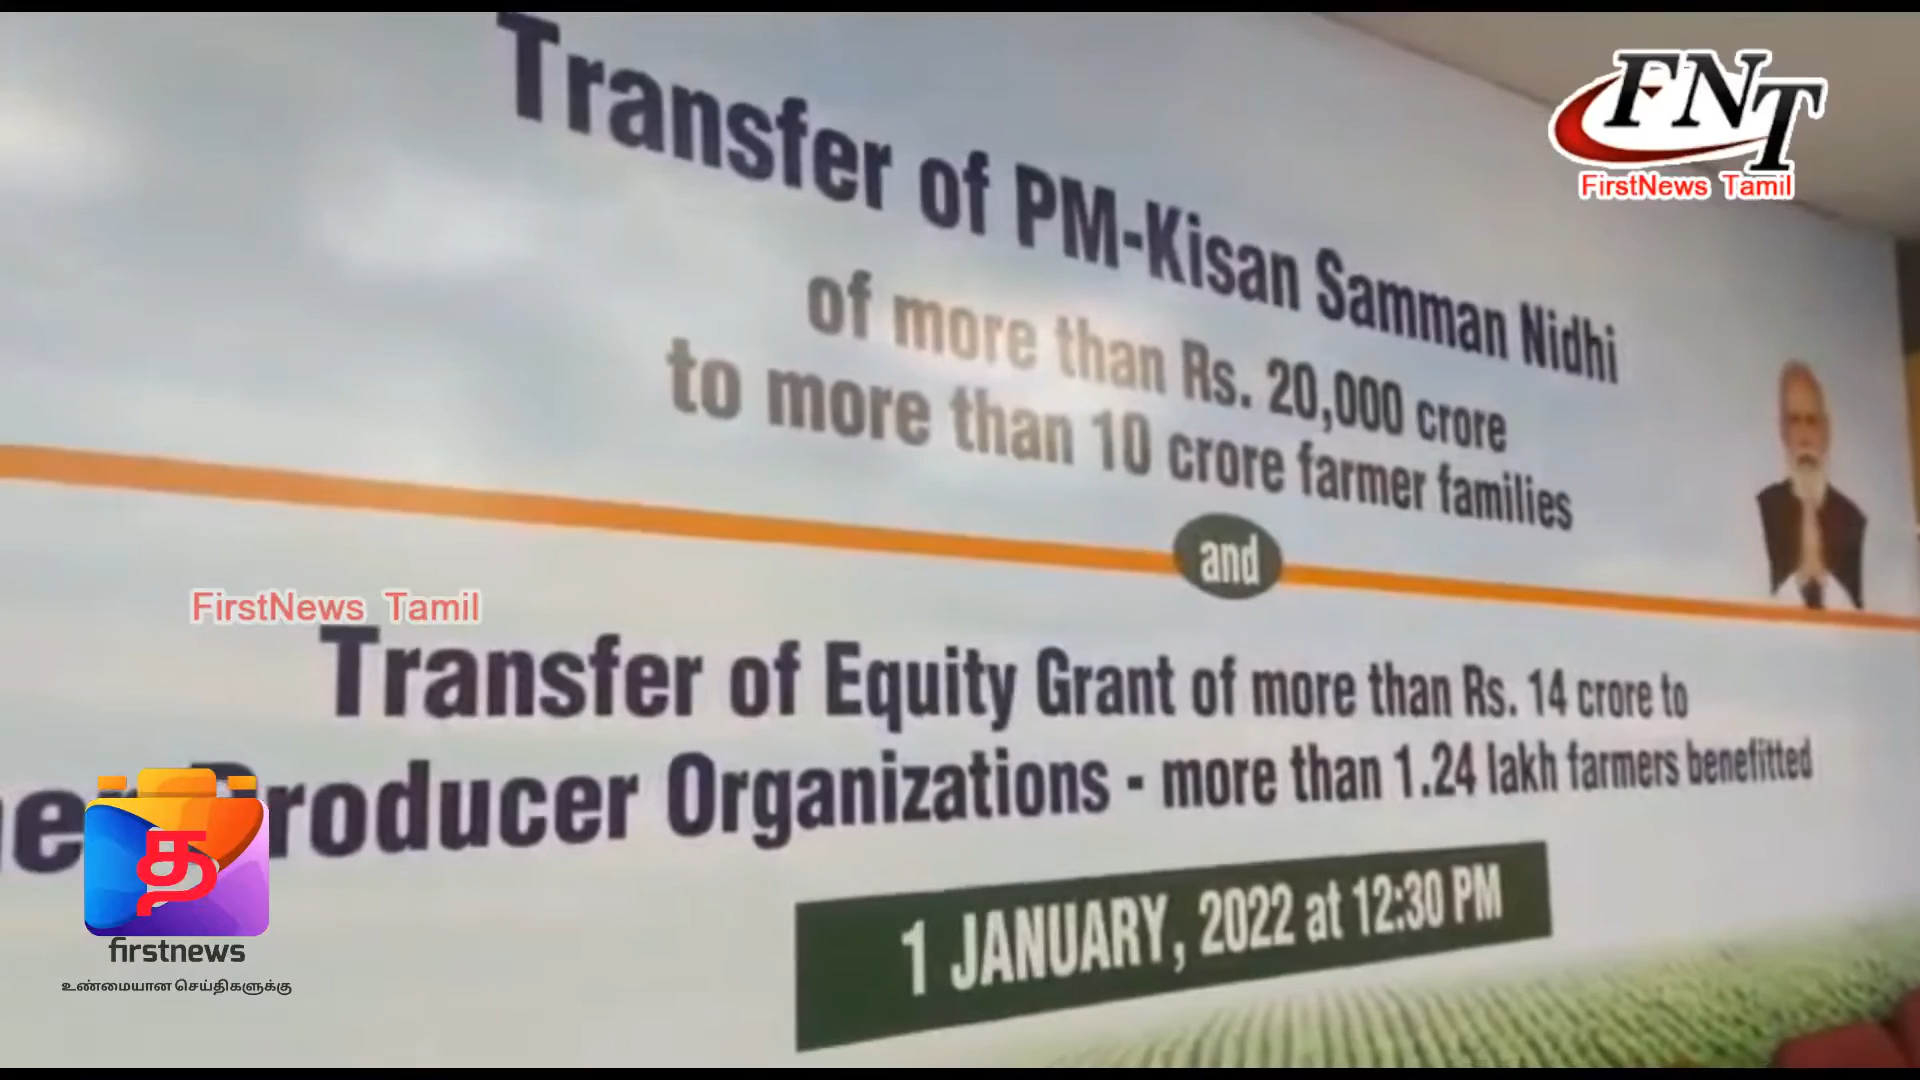 FNT
FirstNews Tamil
Transfer of PM-Kisan Samman Nidhi
of more than Rs. 20,000 crore
to more than 10 crore farmer families
and
FirstNews Tamil
Transfer of Equity Grant of more than Rs. 14 crore to
Producer Organizations - more than 1.24 lakh farmers benefitted
1 JANUARY, 2022 at 12:30 PM
த
firstnews
உண்மையான செய்திகளுக்கு